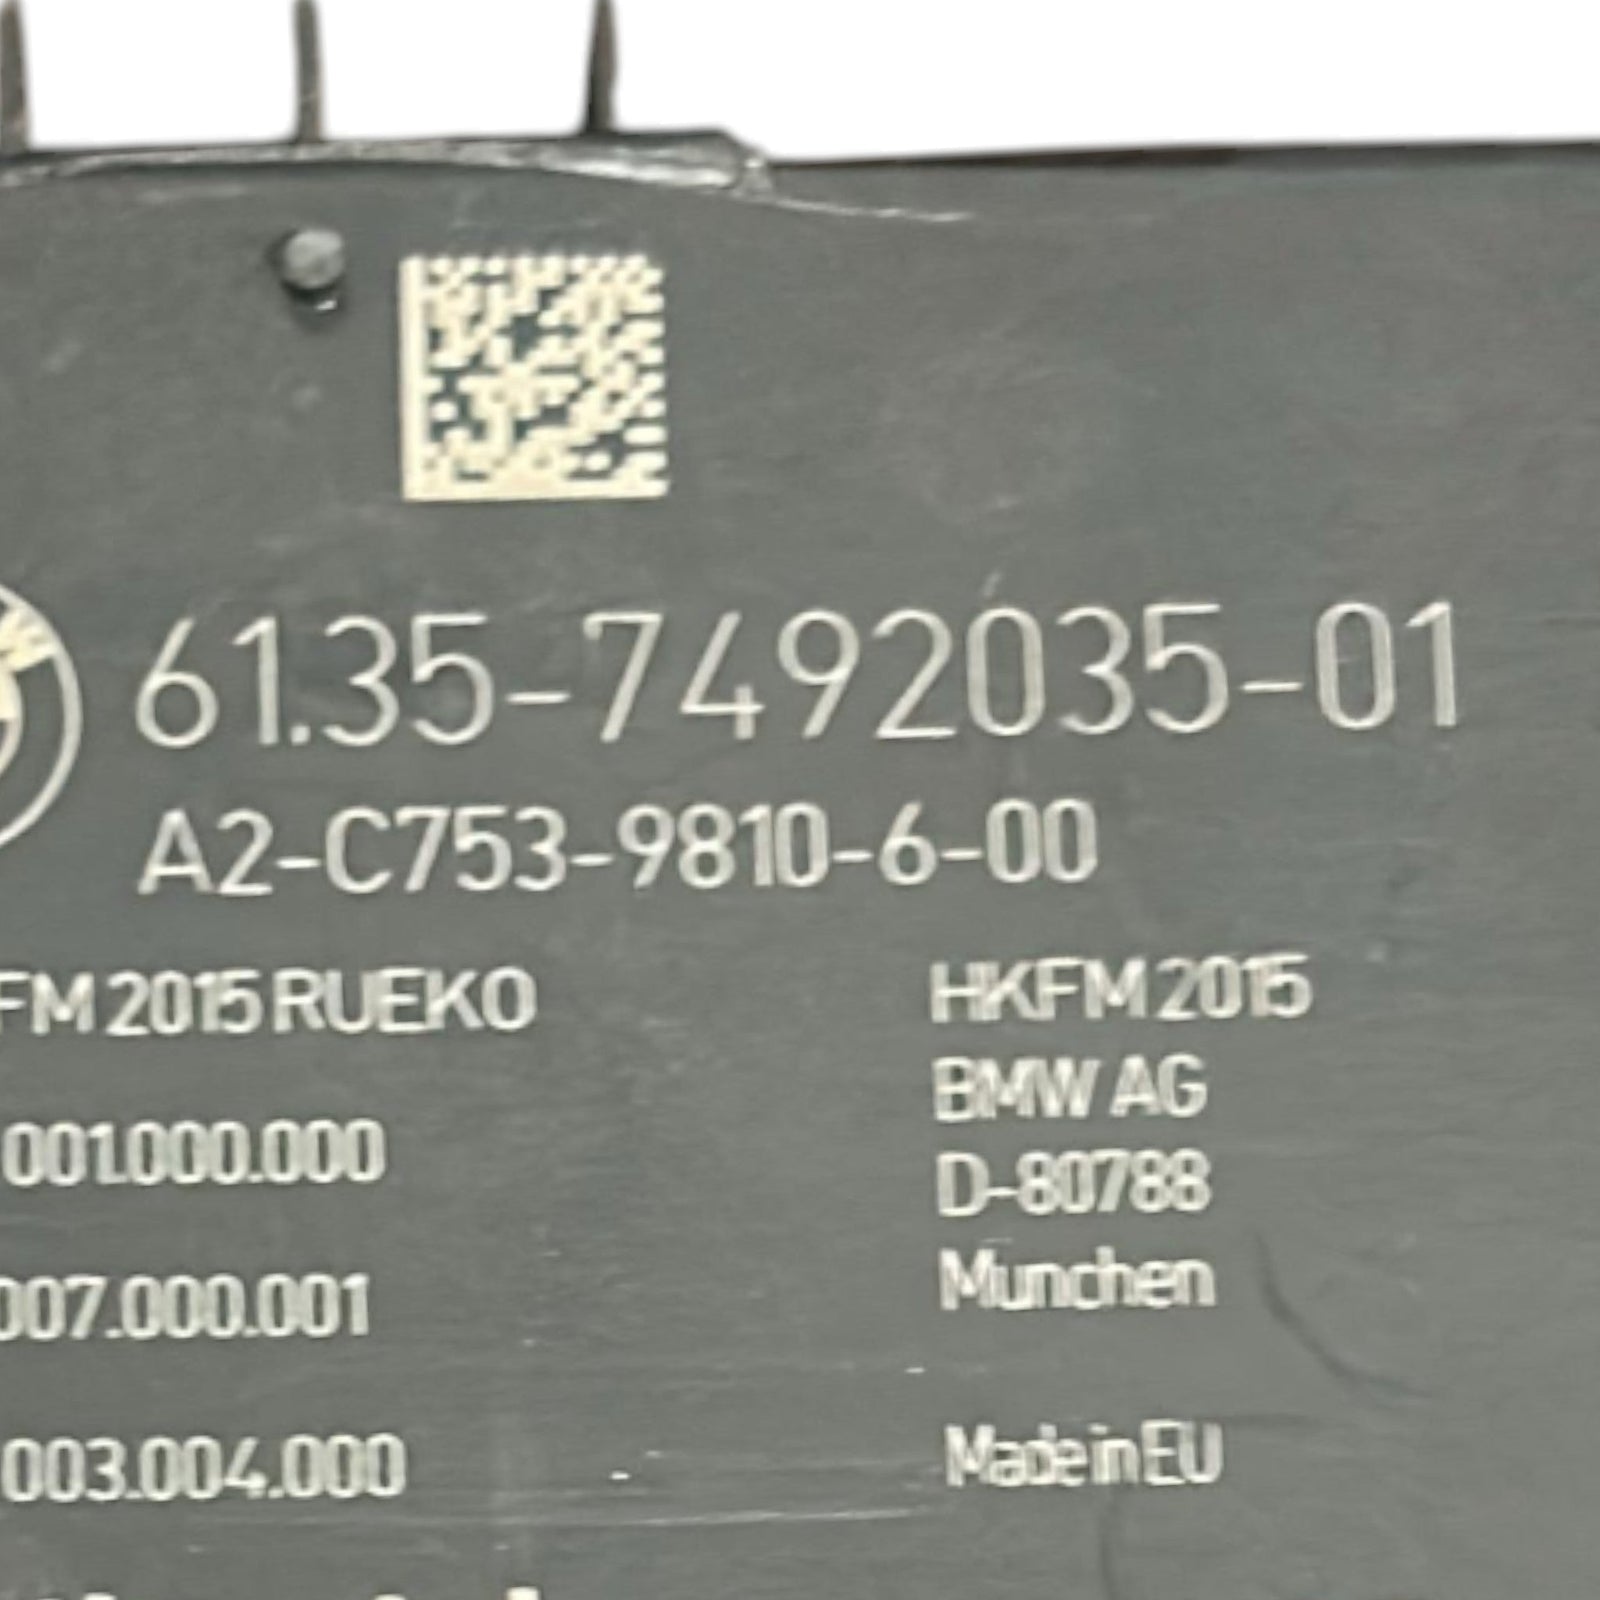 61.35-7492035-01
A2-C753-9810-6-00
FM 2015 RUEKO
HKFM 2015
BMW AG
D-80788
Munchen
001.000.000
007.000.001
003.004.000
Made in EU